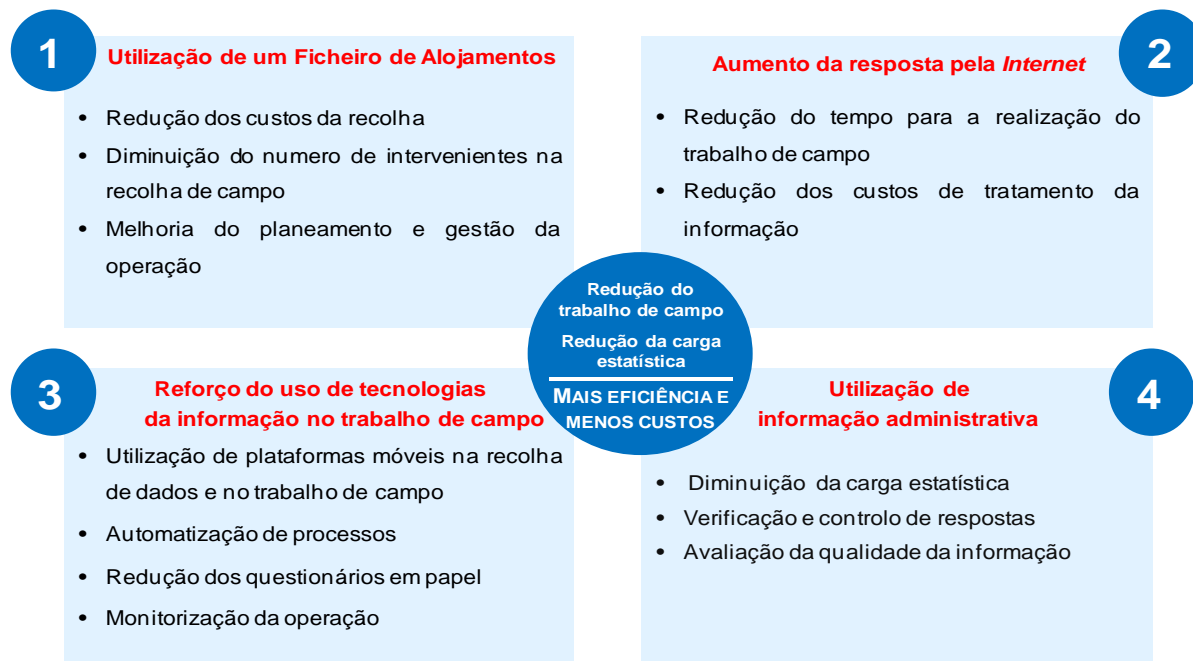 1
Utilização de um Ficheiro de Alojamentos
• Redução dos custos da recolha
• Diminuição do numero de intervenientes na
recolha de campo
• Melhoria do planeamento e gestão da
operação
2
Aumento da resposta pela Internet
• Redução do tempo para a realização do
trabalho de campo
• Redução dos custos de tratamento da
informação
Redução do
trabalho de campo
Redução da carga
estatística
MAIS EFICIÊNCIA E
MENOS CUSTOS
3
Reforço do uso de tecnologias
da informação no trabalho de campo
• Utilização de plataformas móveis na recolha
de dados e no trabalho de campo
• Automatização de processos
• Redução dos questionários em papel
• Monitorização da operação
4
Utilização de
informação administrativa
• Diminuição da carga estatística
• Verificação e controlo de respostas
• Avaliação da qualidade da informação